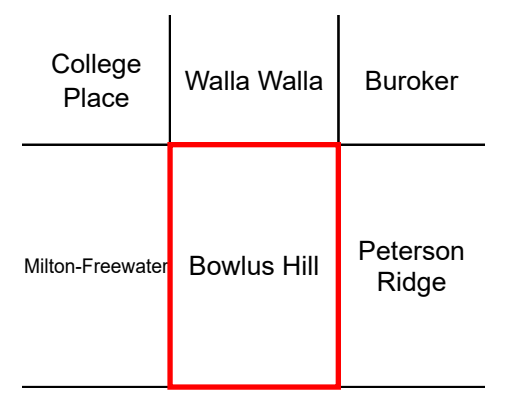 College
Place
Walla Walla
Buroker
Milton-Freewater
Bowlus Hill
Peterson
Ridge